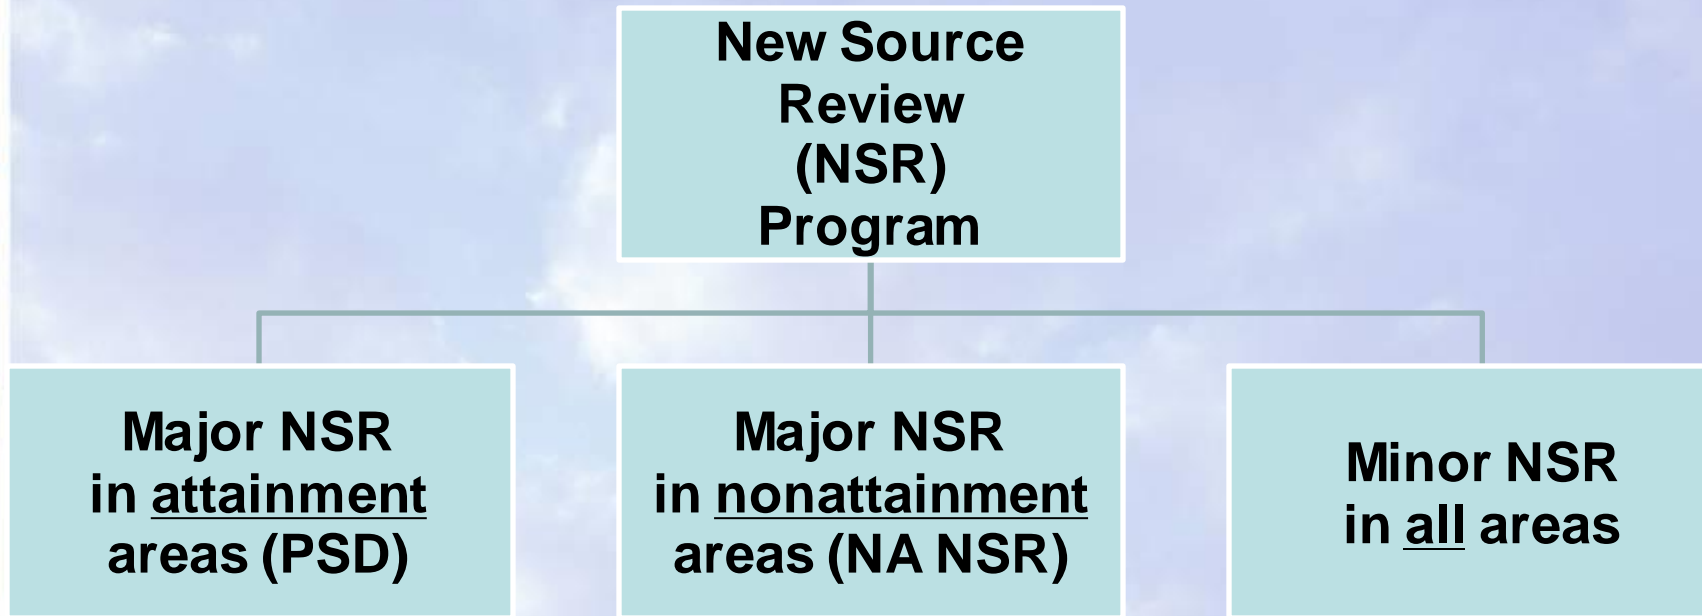 New Source
Review
(NSR)
Program
Major NSR
in attainment
areas (PSD)
Major NSR
in nonattainment
areas (NA NSR)
Minor NSR
in all areas